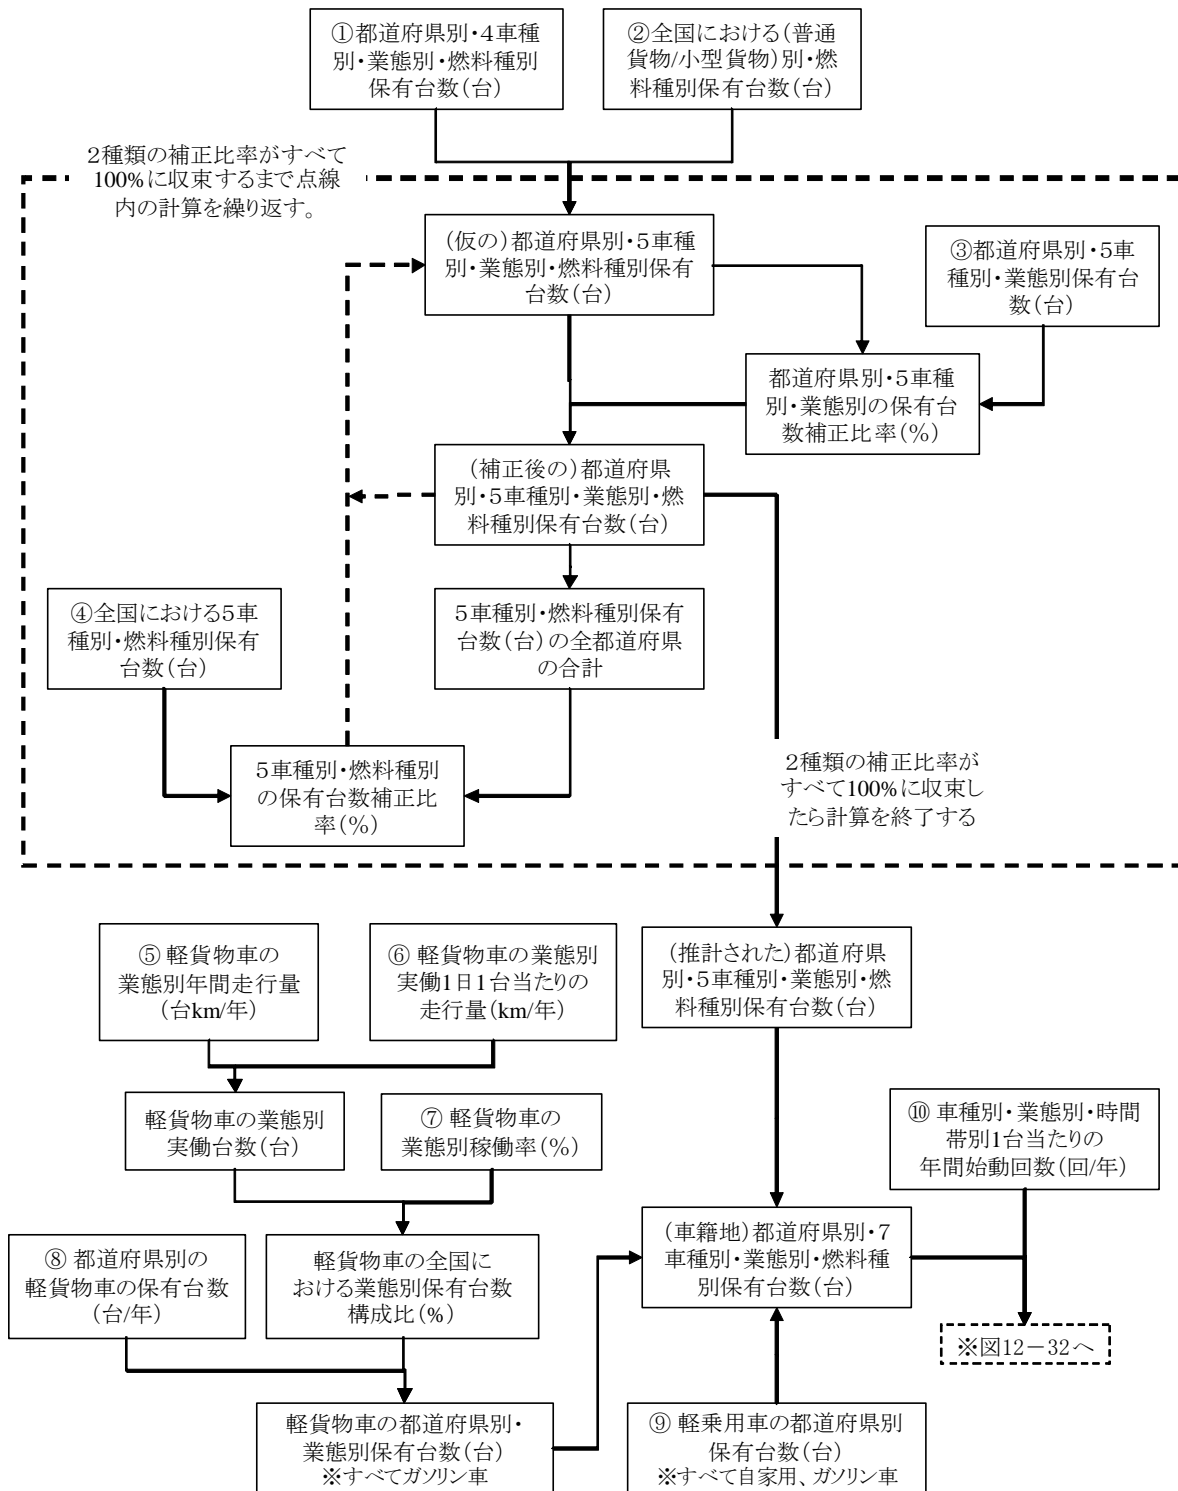 ①都道府県別・4車種
別・業態別・燃料種別
保有台数(台)
②全国における(普通
貨物/小型貨物)別・燃
料種別保有台数(台)
2種類の補正比率がすべて
100%に収束するまで点線
内の計算を繰り返す。
(仮の)都道府県別・5車種
別・業態別・燃料種別保有
台数(台)
③都道府県別・5車
種別・業態別保有台
数(台)
都道府県別・5車種
別・業態別の保有台
数補正比率(%)
(補正後の)都道府県
別・5車種別・業態別・燃
料種別保有台数(台)
④全国における5車
種別・燃料種別保有
台数(台)
5車種別・燃料種別保有
台数(台)の全都道府県
の合計
5車種別・燃料種別
の保有台数補正比
率(%)
2種類の補正比率が
すべて100%に収束し
たら計算を終了する
⑤ 軽貨物車の
業態別年間走行量
(台km/年)
⑥ 軽貨物車の業態別
実働1日1台当たりの
走行量(km/年)
(推計された)都道府県
別・5車種別・業態別・燃
料種別保有台数(台)
軽貨物車の業態別
実働台数(台)
⑦ 軽貨物車の
業態別稼働率(%)
⑩ 車種別・業態別・時間
帯別1台当たりの
年間始動回数(回/年)
⑧ 都道府県別の
軽貨物車の保有台数
(台/年)
軽貨物車の全国に
おける業態別保有台数
構成比(%)
(車籍地)都道府県別・7
車種別・業態別・燃料種
別保有台数(台)
※図12-32へ
軽貨物車の都道府県別・
業態別保有台数(台)
※すべてガソリン車
⑨ 軽乗用車の都道府県別
保有台数(台)
※すべて自家用、ガソリン車